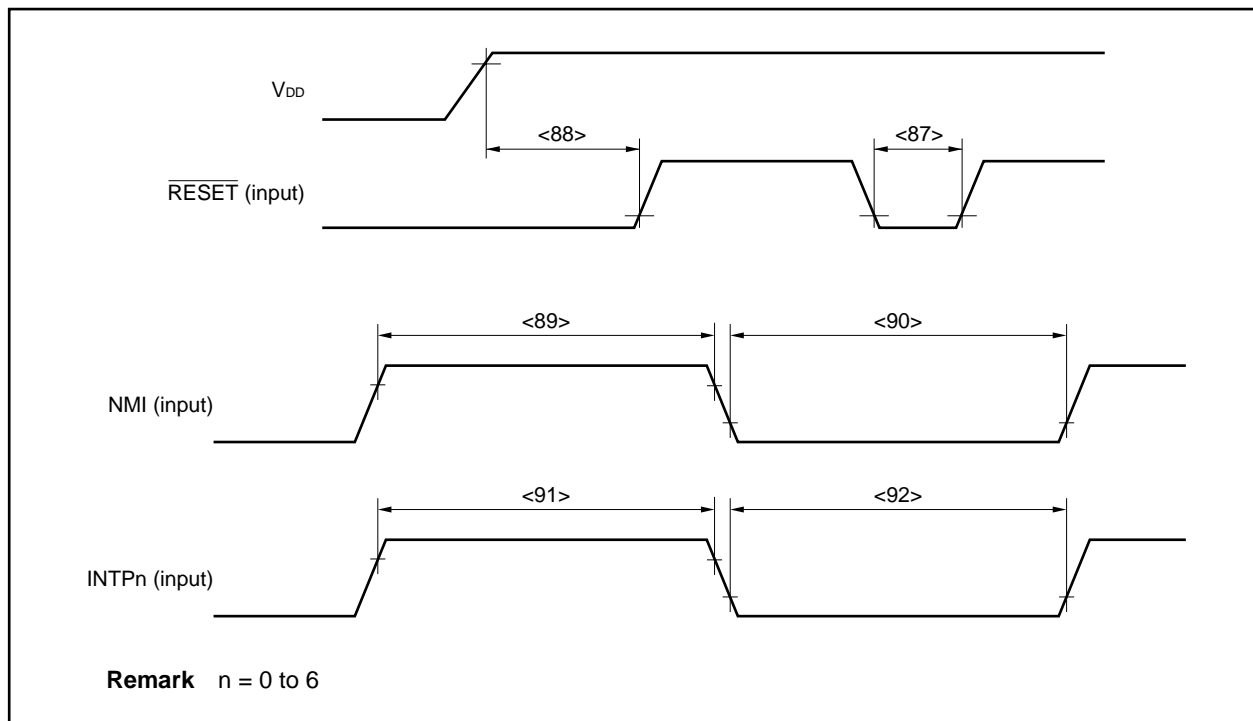 VDD
<88>
<87>
RESET (input)
<89>
<90>
NMI (input)
<91>
<92>
INTPn (input)
Remark n = 0 to 6